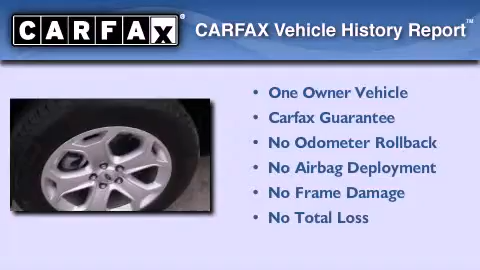 CARFAX® CARFAX Vehicle History Report™
• One Owner Vehicle
• Carfax Guarantee
• No Odometer Rollback
• No Airbag Deployment
• No Frame Damage
• No Total Loss